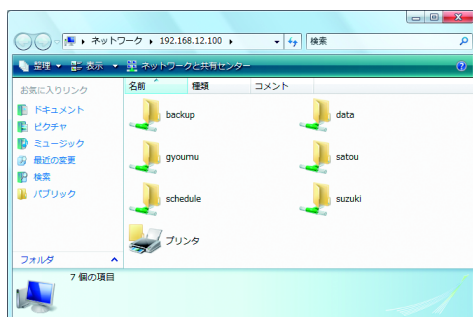 ネットワーク ▸ 192.168.12.100 ▸ 検索
整理 表示 ネットワークと共有センター
お気に入りリンク
ドキュメント
ピクチャ
ミュージック
最近の変更
検索
パブリック
フォルダ
名前 種類 コメント
backup data
gyoumu satou
schedule suzuki
プリンタ
7 個の項目